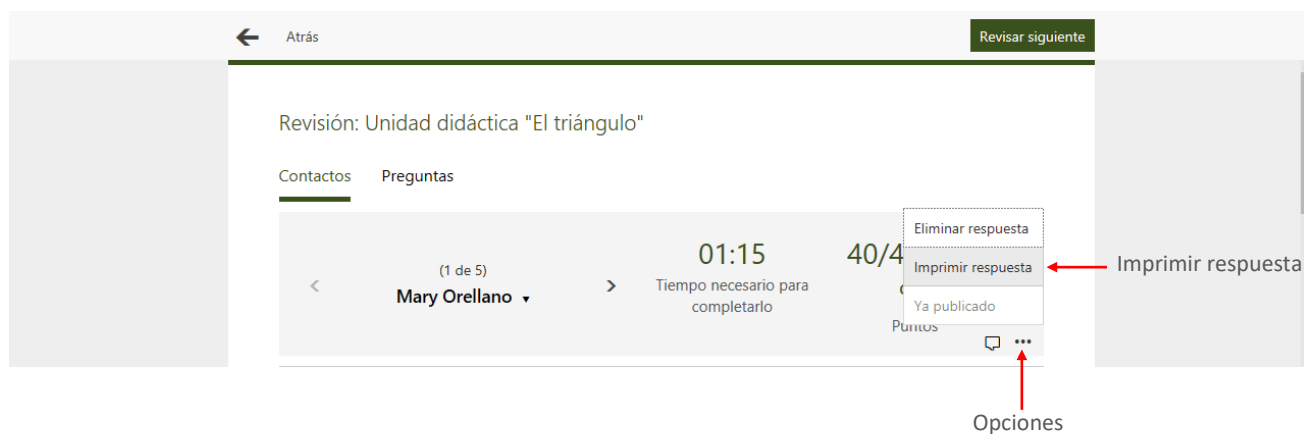 Atrás
Revisar siguiente
Revisión: Unidad didáctica "El triángulo"
Contactos Preguntas
Eliminar respuesta
Imprimir respuesta
Ya publicado
Imprimir respuesta
(1 de 5)
Mary Orellano
01:15
Tiempo necesario para
completarlo
40/4
Puntos
Opciones